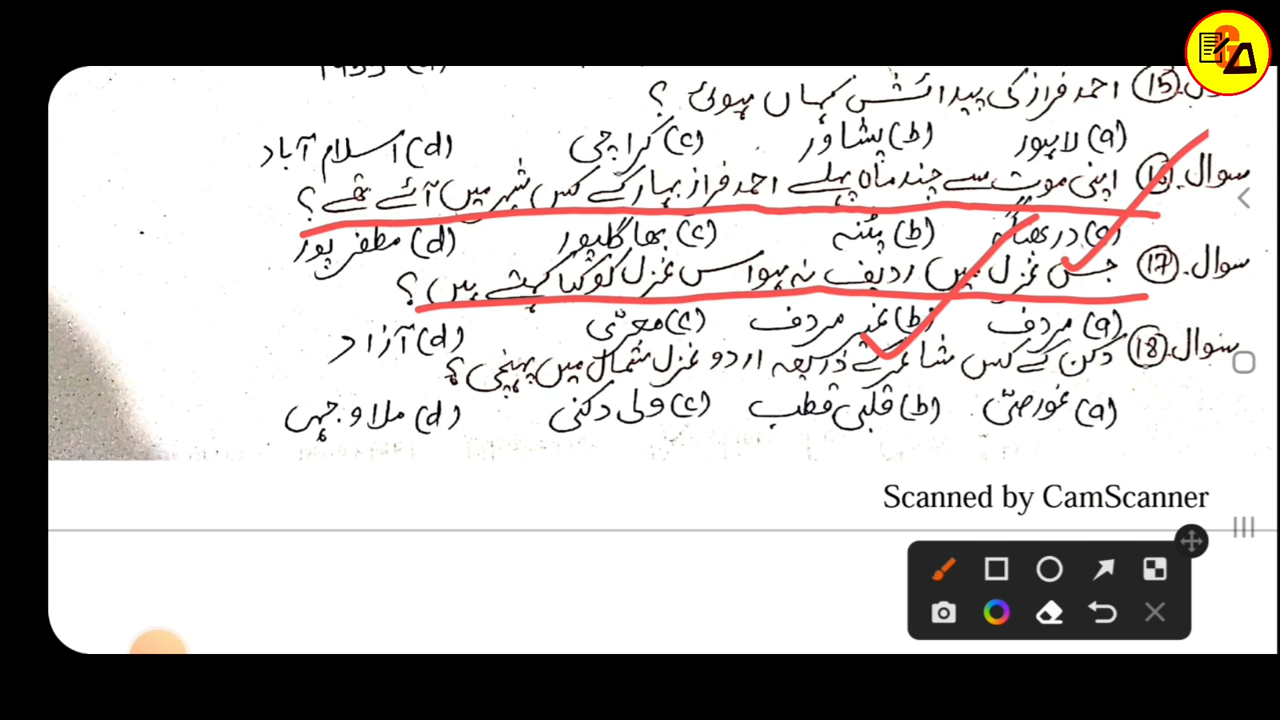 1955 (d)
سوال.(15) احمد فراز کی پیدائش کہاں ہوئی ؟
(a) لاہور (b) پشاور (c) کراچی (d) اسلام آباد
سوال.(16) اپنی موت سے چند ماہ پہلے احمد فراز بہار کے کس شہر میں آئے تھے ؟
(a) دربھنگہ (b) پٹنہ (c) بھاگلپور (d) مظفر پور
سوال.(17) جس غزل میں ردیف نہ ہو اس غزل کو کیا کہتے ہیں ؟
(a) مردف (b) غیر مردف (c) معرّیٰ (d) آزاد
سوال.(18) دکن کے کس شاعر کے ذریعہ اردو غزل شمال میں پہنچی ؟
(a) غورصیّ (b) قلی قطب (c) ولی دکنی (d) ملا وجہی
Scanned by CamScanner